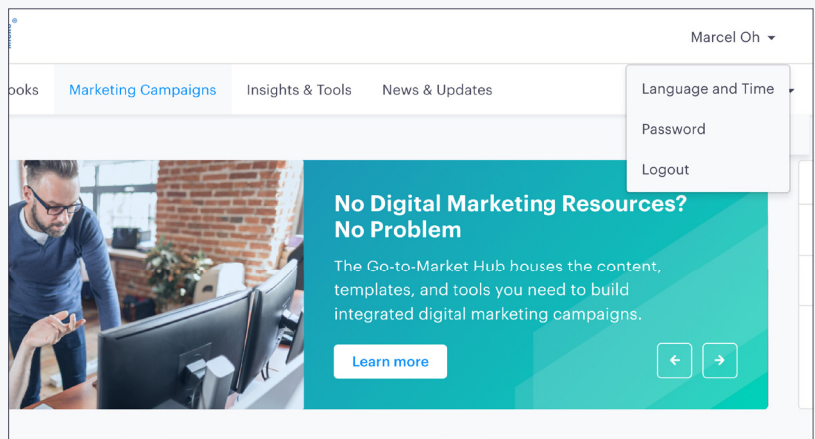 Marcel Oh
ooks Marketing Campaigns Insights & Tools News & Updates
Language and Time
Password
Logout
No Digital Marketing Resources?
No Problem
The Go-to-Market Hub houses the content,
templates, and tools you need to build
integrated digital marketing campaigns.
Learn more